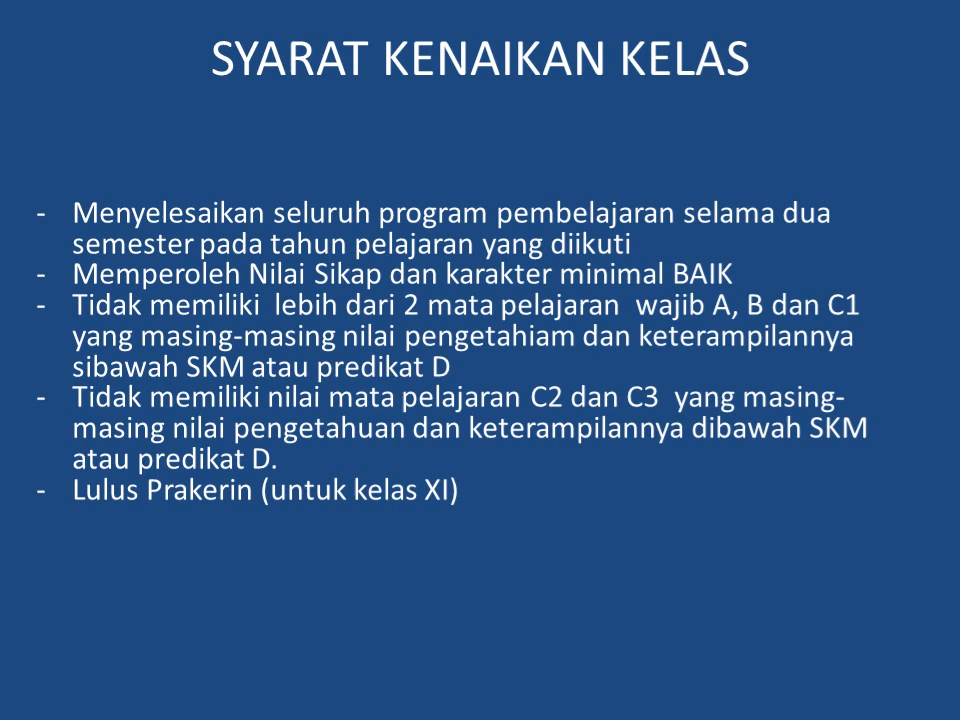 SYARAT KENAIKAN KELAS
- Menyelesaikan seluruh program pembelajaran selama dua
semester pada tahun pelajaran yang diikuti
- Memperoleh Nilai Sikap dan karakter minimal BAIK
- Tidak memiliki lebih dari 2 mata pelajaran wajib A, B dan C1
yang masing-masing nilai pengetahiam dan keterampilannya
sibawah SKM atau predikat D
- Tidak memiliki nilai mata pelajaran C2 dan C3 yang masing-
masing nilai pengetahuan dan keterampilannya dibawah SKM
atau predikat D.
- Lulus Prakerin (untuk kelas XI)